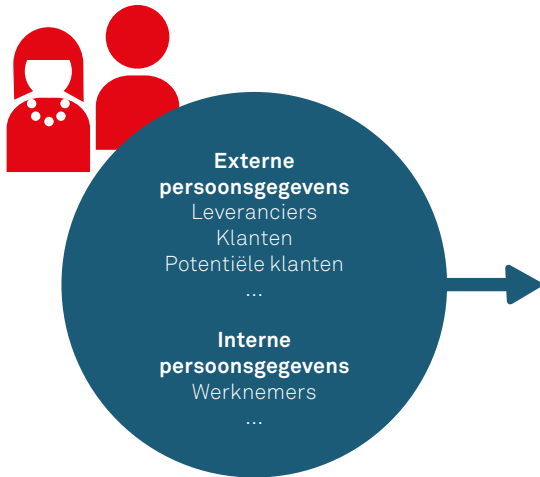 Externe
persoonsgegevens
Leveranciers
Klanten
Potentiële klanten
...
Interne
persoonsgegevens
Werknemers
...